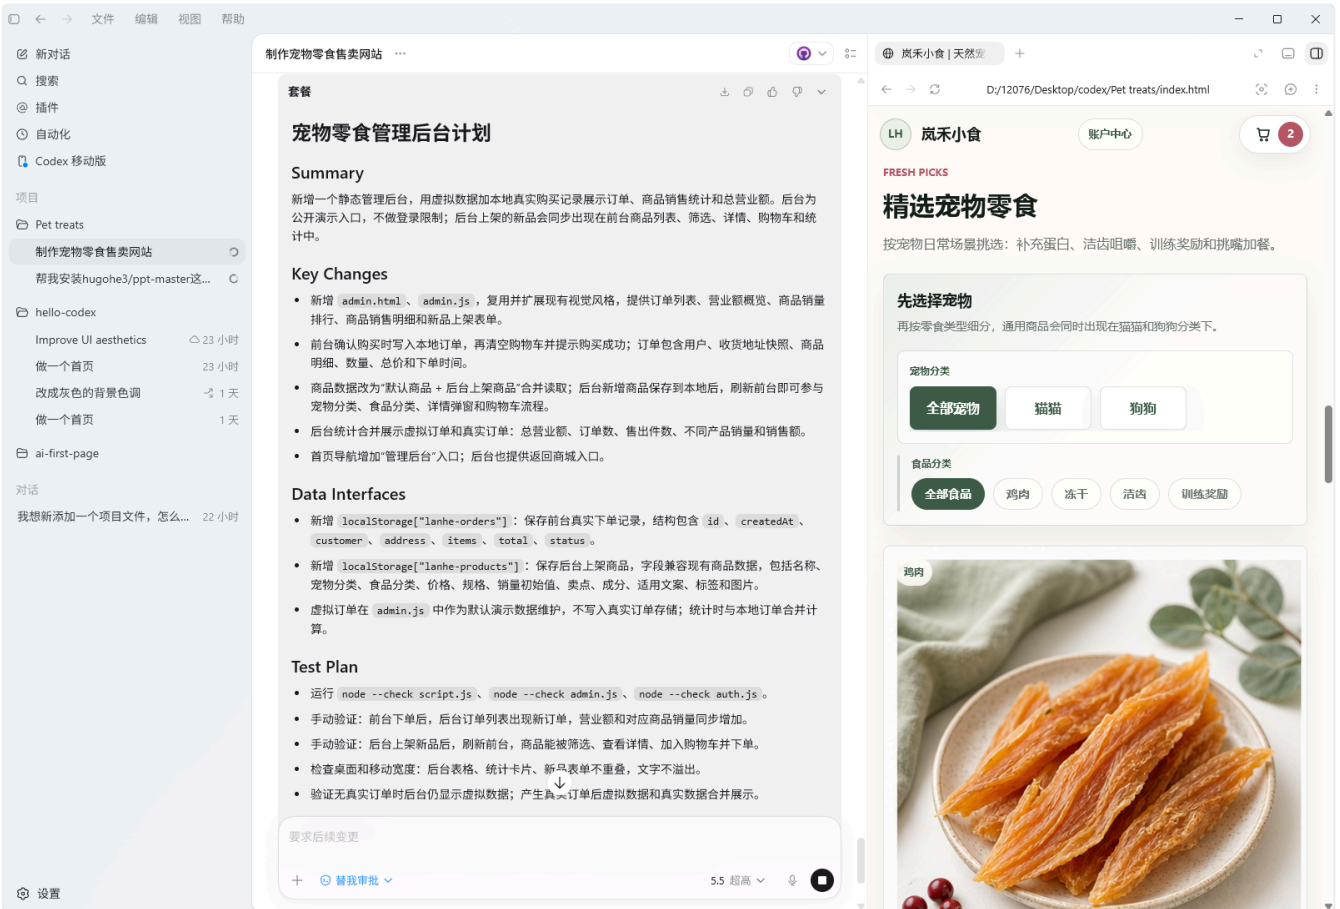 文件 编辑 视图 帮助
新对话
搜索
插件
自动化
Codex 移动版
项目
Pet treats
制作宠物零食售卖网站
帮我安装hugohe3/ppt-master这...
hello-codex
Improve UI aesthetics 23 小时
做一个首页 23 小时
改成灰色的背景色调 1 天
做一个首页 1 天
ai-first-page
对话
我想新添加一个项目文件，怎么... 22 小时
设置
制作宠物零食售卖网站 ...
套餐
宠物零食管理后台计划
Summary
新增一个静态管理后台，用虚拟数据加本地真实购买记录展示订单、商品销售统计和总营业额。后台为
公开演示入口，不做登录限制；后台上架的新品会同步出现在前台商品列表、筛选、详情、购物车和统
计中。
Key Changes
• 新增 admin.html 、 admin.js ，复用并扩展现有视觉风格，提供订单列表、营业额概览、商品销量
排行、商品销售明细和新品上架表单。
• 前台确认购买时写入本地订单，再清空购物车并提示购买成功；订单包含用户、收货地址快照、商品
明细、数量、总价和下单时间。
• 商品数据改为“默认商品 + 后台上架商品”合并读取；后台新增商品保存到本地后，刷新前台即可参与
宠物分类、食品分类、详情弹窗和购物车流程。
• 后台统计合并展示虚拟订单和真实订单：总营业额、订单数、售出件数、不同产品销量和销售额。
• 首页导航增加“管理后台”入口；后台也提供返回商城入口。
Data Interfaces
• 新增 localStorage["lanhe-orders"] ：保存前台真实下单记录，结构包含 id 、 createdAt 、
customer 、 address 、 items 、 total 、 status 。
• 新增 localStorage["lanhe-products"] ：保存后台上架商品，字段兼容现有商品数据，包括名称、
宠物分类、食品分类、价格、规格、销量初始值、卖点、成分、适用文案、标签和图片。
• 虚拟订单在 admin.js 中作为默认演示数据维护，不写入真实订单存储；统计时与本地订单合并计
算。
Test Plan
• 运行 node --check script.js 、 node --check admin.js 、 node --check auth.js 。
• 手动验证：前台下单后，后台订单列表出现新订单，营业额和对应商品销量同步增加。
• 手动验证：后台上架新品后，刷新前台，商品能被筛选、查看详情、加入购物车并下单。
• 检查桌面和移动宽度：后台表格、统计卡片、新品表单不重叠，文字不溢出。
• 验证无真实订单时后台仍显示虚拟数据；产生真实订单后虚拟数据和真实数据合并展示。
要求后续变更
替我审批 5.5 超高
岚禾小食 | 天然宠
D:/12076/Desktop/codex/Pet treats/index.html
LH 岚禾小食 账户中心 2
FRESH PICKS
精选宠物零食
按宠物日常场景挑选：补充蛋白、洁齿咀嚼、训练奖励和挑嘴加餐。
先选择宠物
再按零食类型细分，通用商品会同时出现在猫猫和狗狗分类下。
宠物分类
全部宠物 猫猫 狗狗
食品分类
全部食品 鸡肉 冻干 洁齿 训练奖励
鸡肉